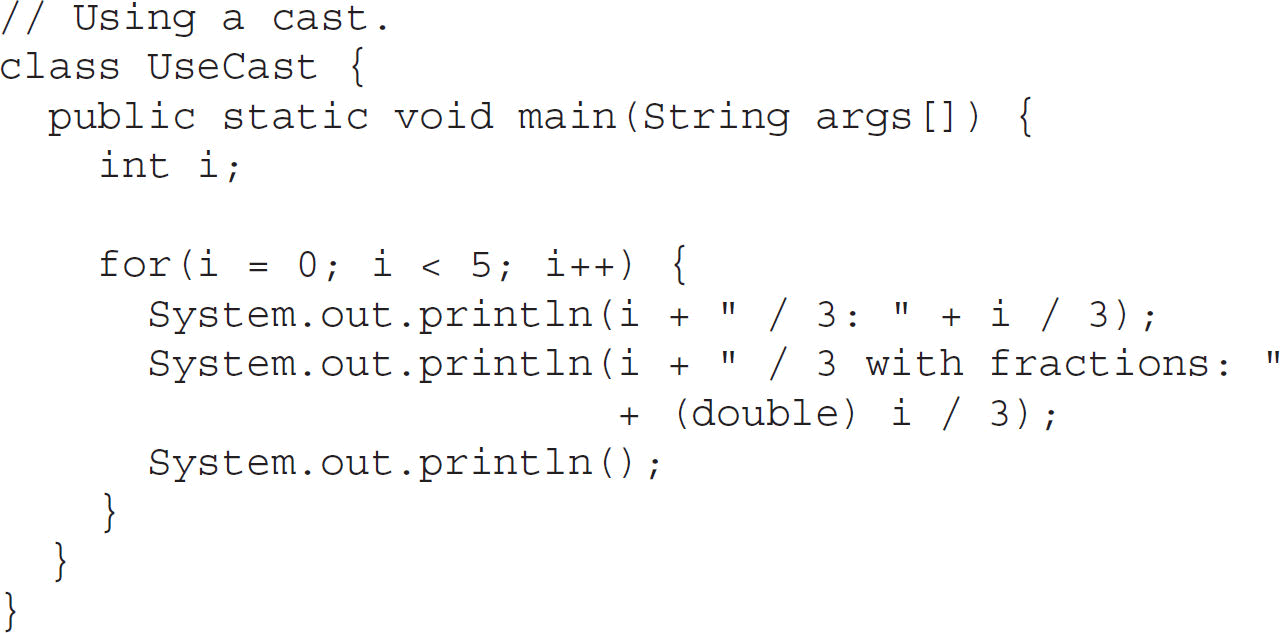 // Using a cast.
class UseCast {
  public static void main(String args[]) {
    int i;

    for(i = 0; i < 5; i++) {
      System.out.println(i + " / 3: " + i / 3);
      System.out.println(i + " / 3 with fractions: "
                         + (double) i / 3);
      System.out.println();
    }
  }
}